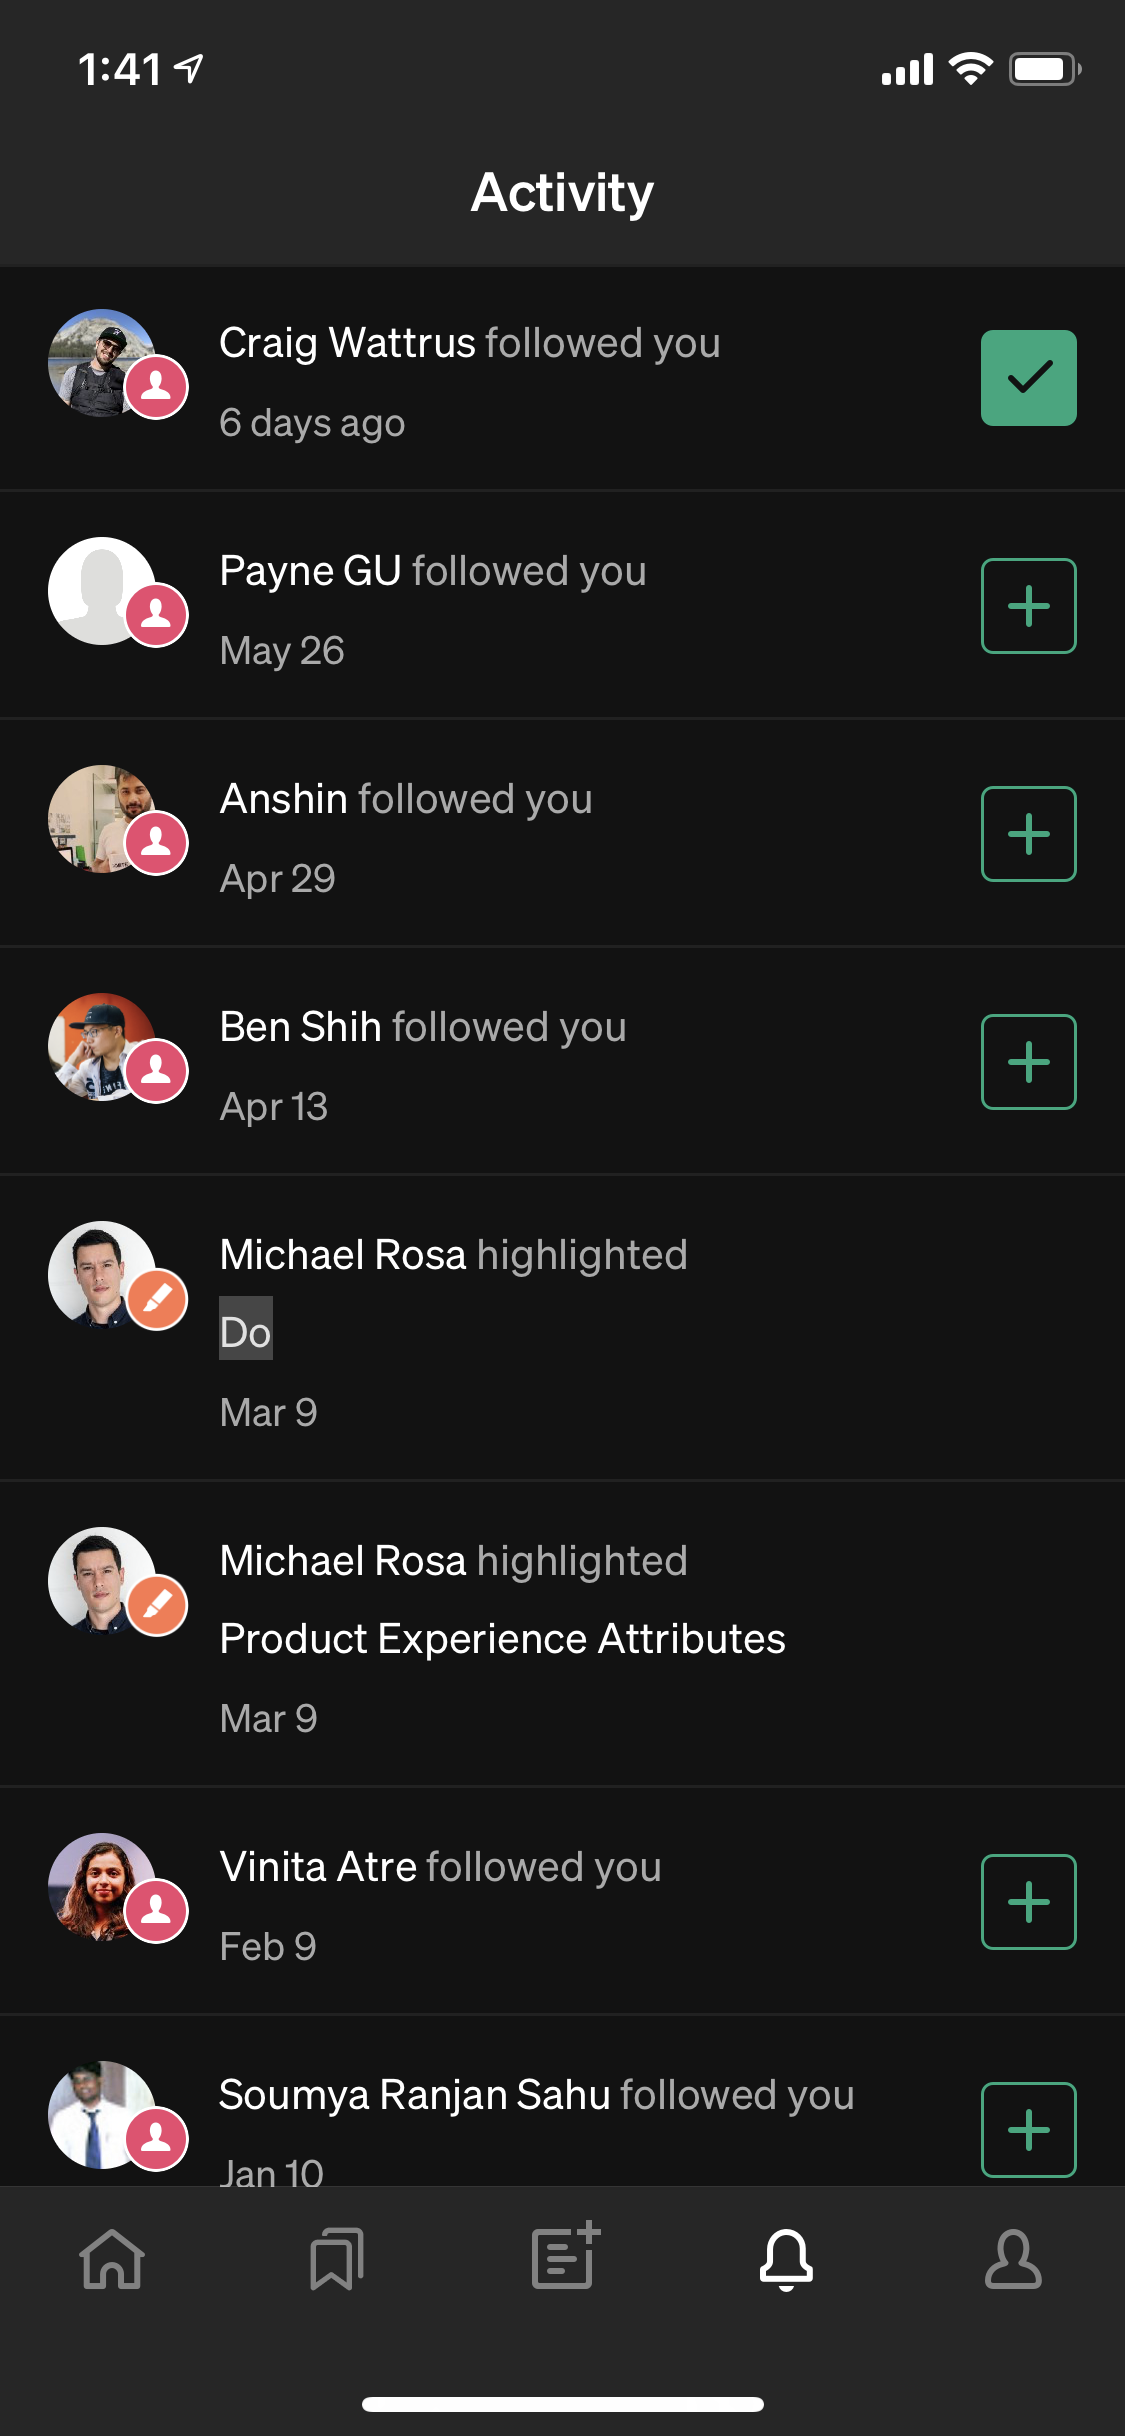 1:41
Activity
Craig Wattrus followed you
6 days ago
Payne GU followed you
May 26
Anshin followed you
Apr 29
Ben Shih followed you
Apr 13
Michael Rosa highlighted
Do
Mar 9
Michael Rosa highlighted
Product Experience Attributes
Mar 9
Vinita Atre followed you
Feb 9
Soumya Ranjan Sahu followed you
Jan 10